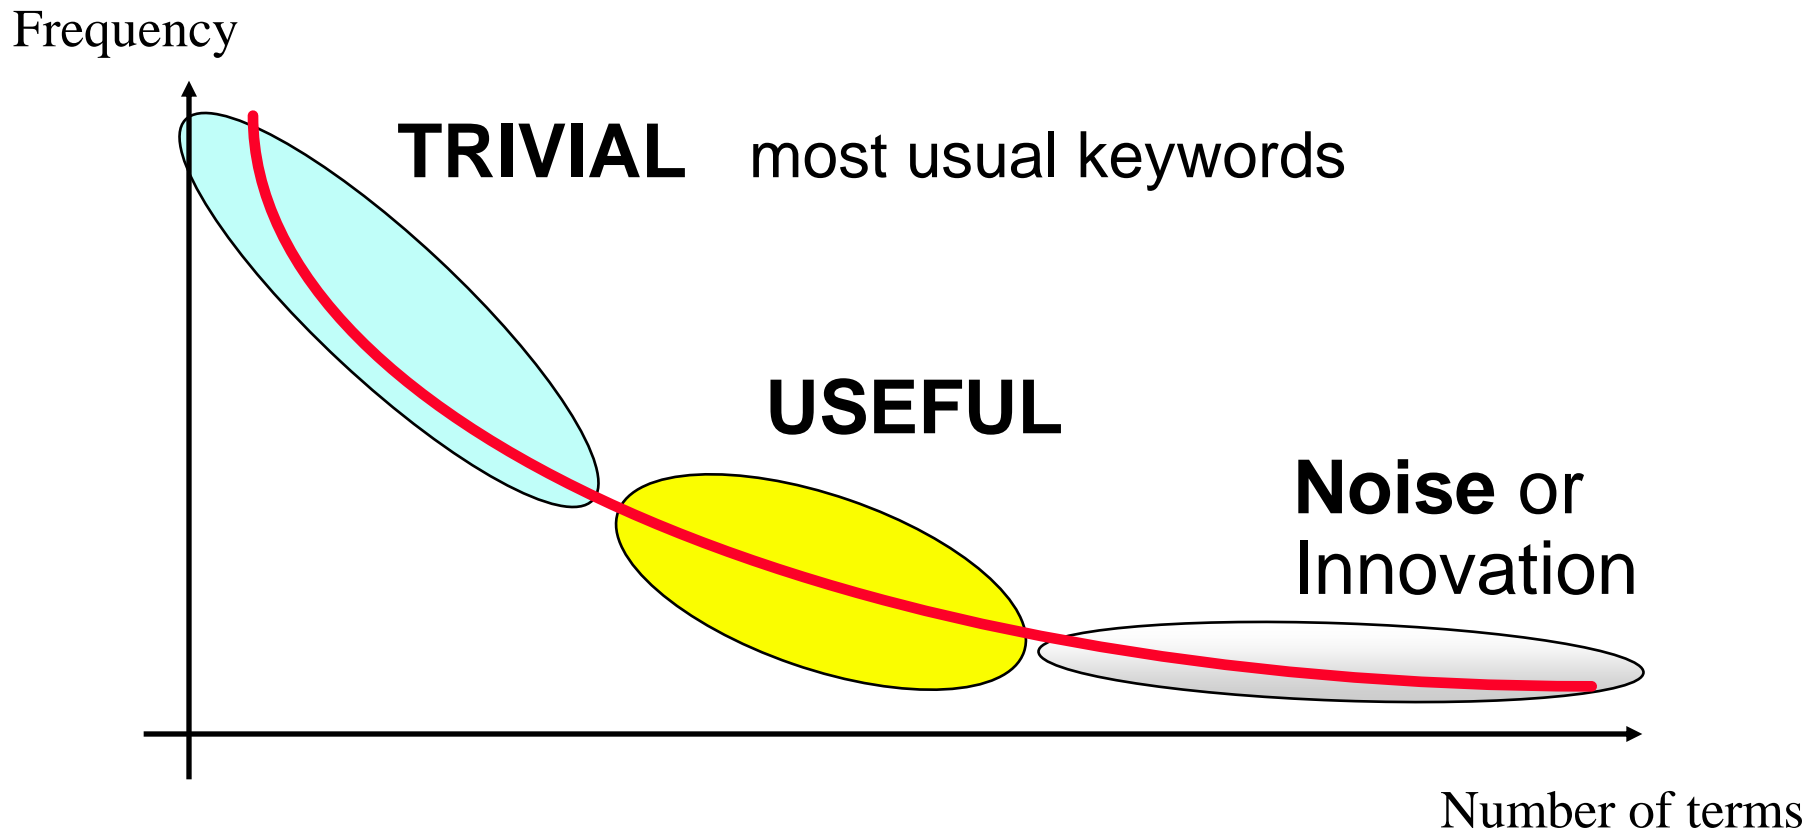 Frequency
TRIVIAL most usual keywords
USEFUL
Noise or
Innovation
Number of terms